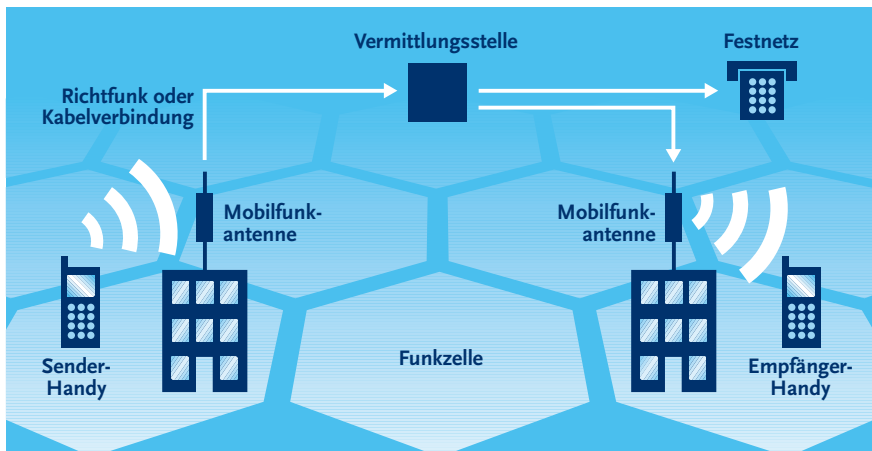 Vermittlungsstelle
Festnetz
Richtfunk oder
Kabelverbindung
Mobilfunk-
antenne
Mobilfunk-
antenne
Sender-
Handy
Funkzelle
Empfänger-
Handy